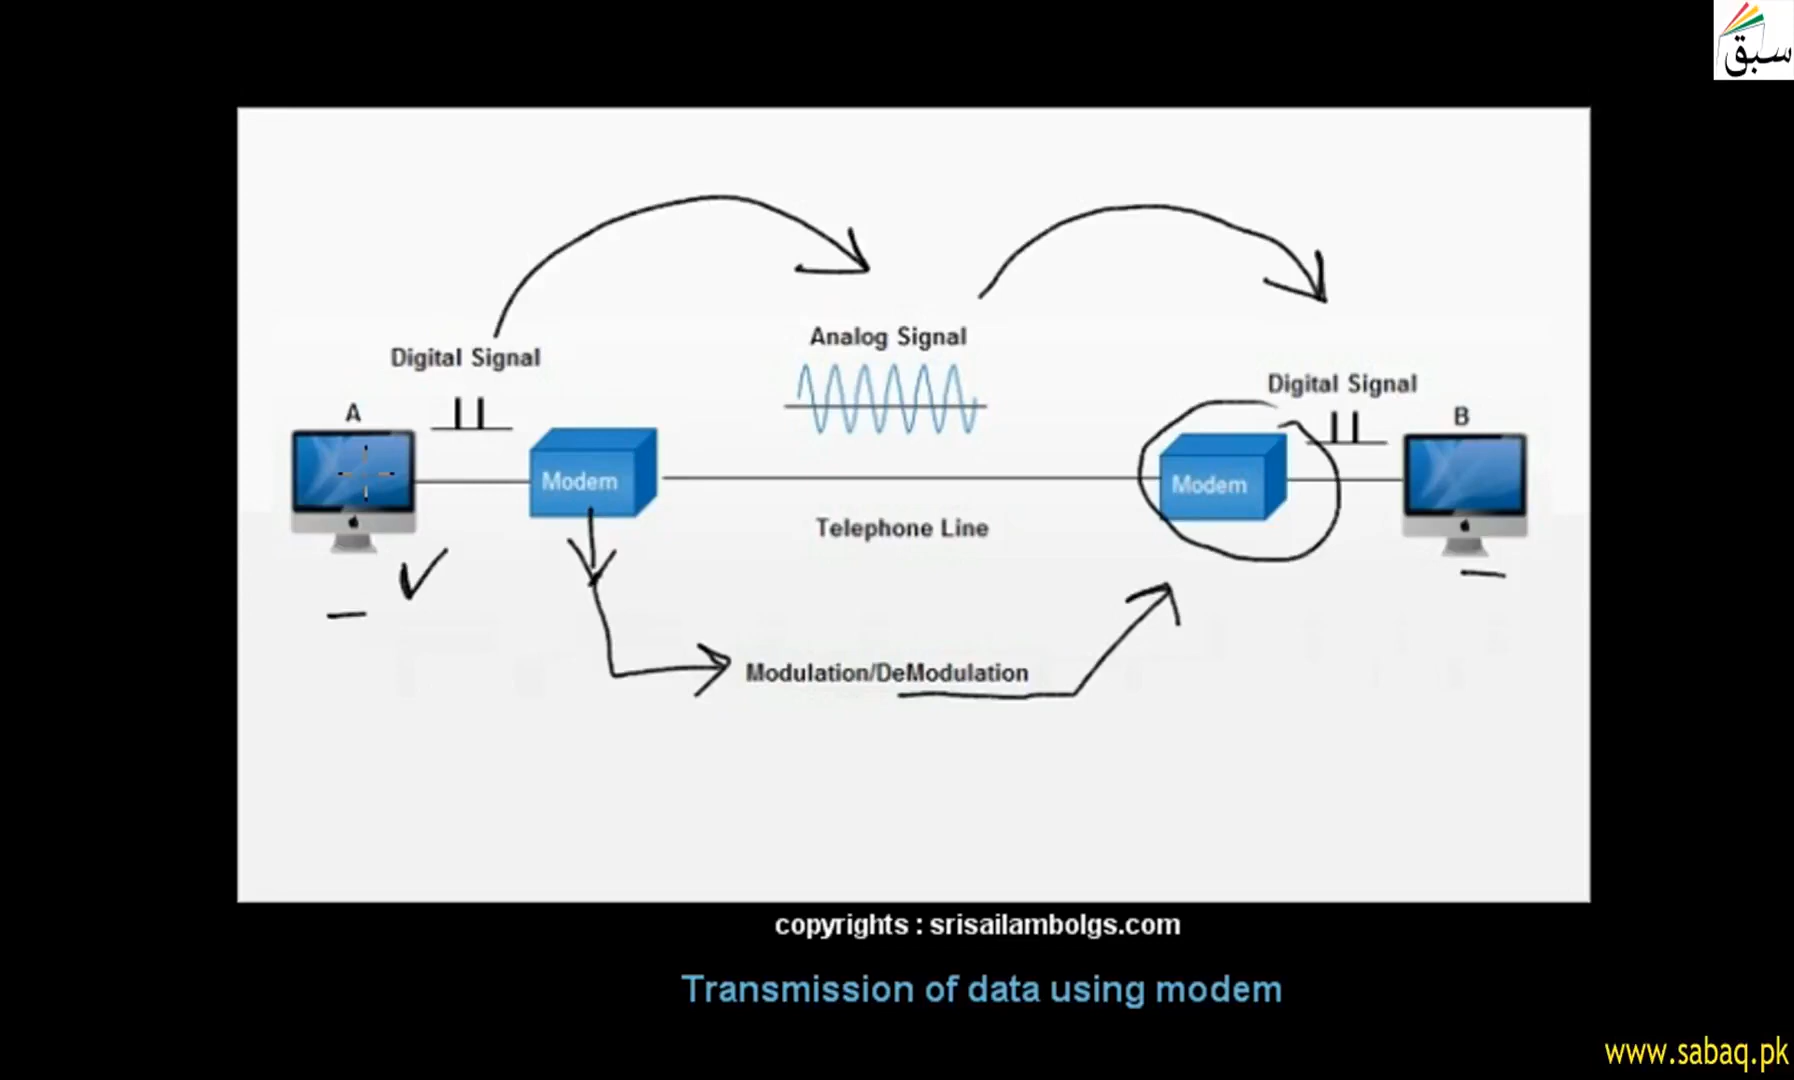 سبق
Analog Signal
Digital Signal
Digital Signal
A
B
Modem
Modem
Telephone Line
Modulation/DeModulation
copyrights : srisailambolgs.com
Transmission of data using modem
www.sabaq.pk